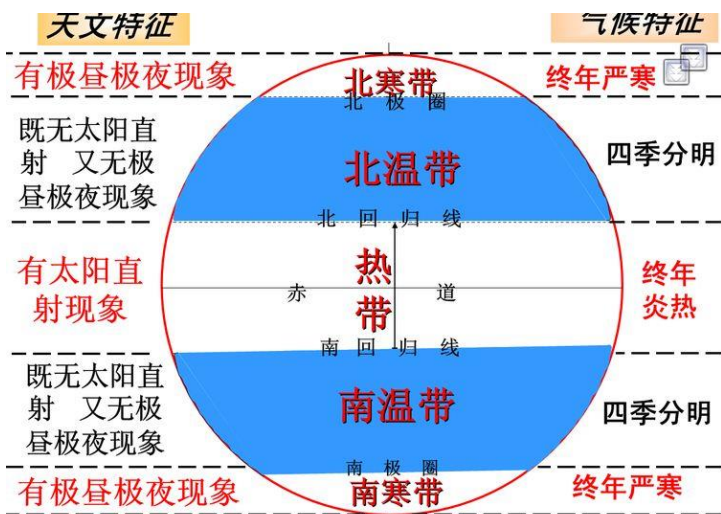 天文特征
气候特征
有极昼极夜现象
北寒带
终年严寒
北极圈
既无太阳直
射 又无极
昼极夜现象
北温带
四季分明
北回归线
有太阳直
射现象
热
带
赤道
终年
炎热
南回归线
既无太阳直
射 又无极
昼极夜现象
南温带
四季分明
南极圈
有极昼极夜现象
南寒带
终年严寒